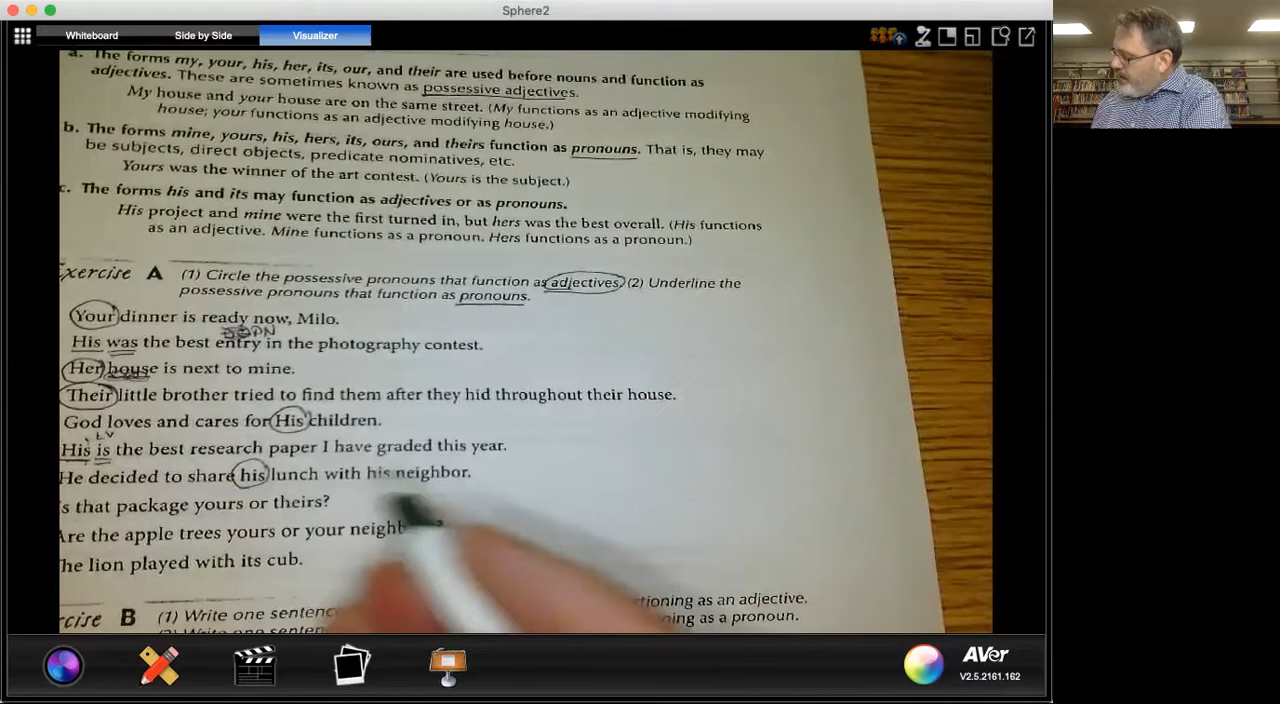 Sphere2
Whiteboard
Side by Side
Visualizer
a. The forms my, your, his, her, its, our, and their are used before nouns and function as
adjectives. These are sometimes known as possessive adjectives.
My house and your house are on the same street. (My functions as an adjective modifying
house; your functions as an adjective modifying house.)
b. The forms mine, yours, his, hers, its, ours, and theirs function as pronouns. That is, they may
be subjects, direct objects, predicate nominatives, etc.
Yours was the winner of the art contest. (Yours is the subject.)
c. The forms his and its may function as adjectives or as pronouns.
His project and mine were the first turned in, but hers was the best overall. (His functions
as an adjective. Mine functions as a pronoun. Hers functions as a pronoun.)
Exercise A (1) Circle the possessive pronouns that function as adjectives. (2) Underline the
possessive pronouns that function as pronouns.
Your dinner is ready now, Milo.
PN
His was the best entry in the photography contest.
Her house is next to mine.
Their little brother tried to find them after they hid throughout their house.
God loves and cares for His children.
LV
His is the best research paper I have graded this year.
He decided to share his lunch with his neighbor.
s that package yours or theirs?
Are the apple trees yours or your neighb
he lion played with its cub.
rcise B (1) Write one sentenc
tioning as an adjective.
ing as a pronoun.
AVer
V2.5.2161.162